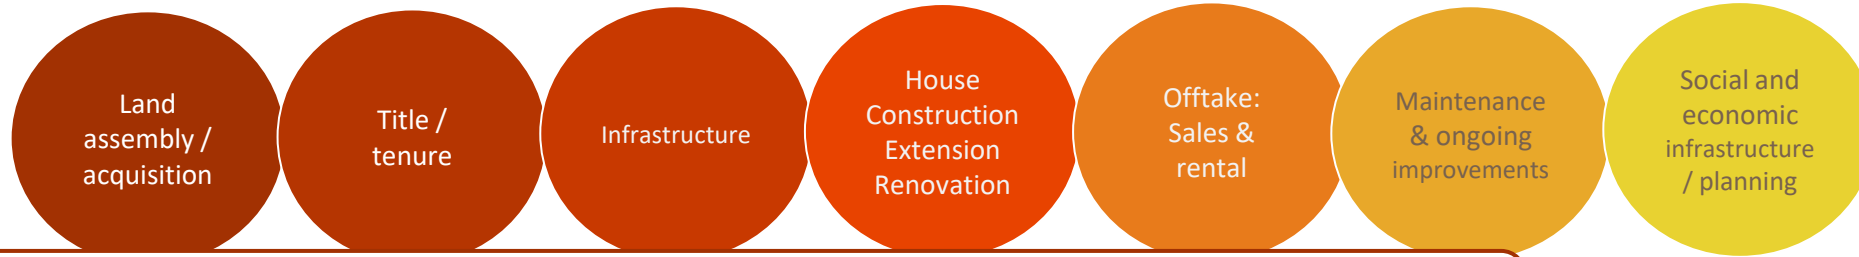 Land
assembly /
acquisition
Title /
tenure
Infrastructure
House
Construction
Extension
Renovation
Offtake:
Sales &
rental
Maintenance
& ongoing
improvements
Social and
economic
infrastructure
/ planning